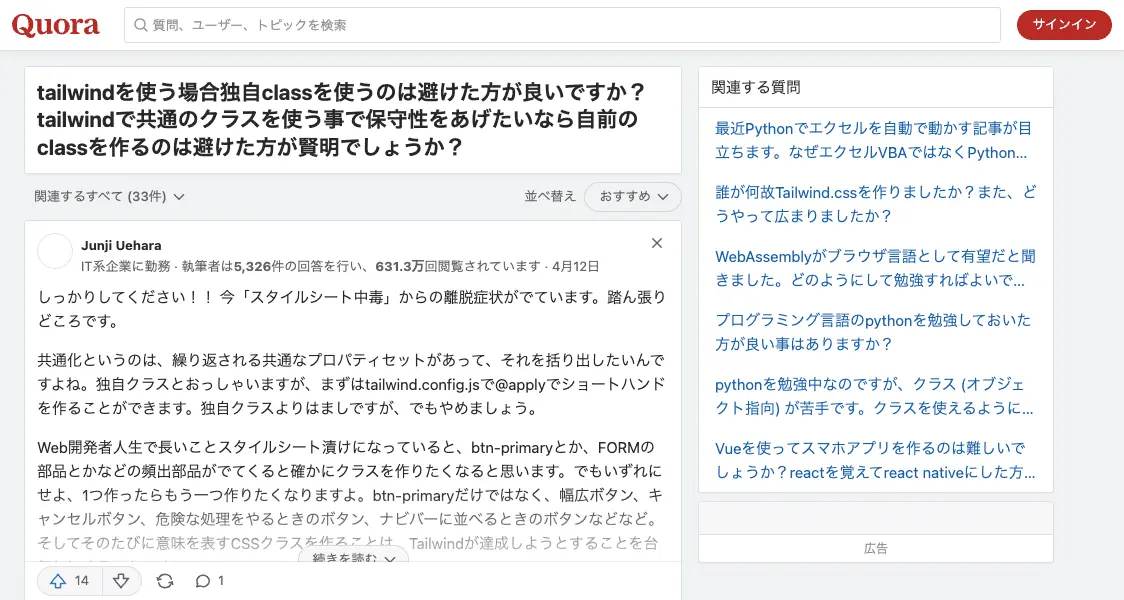 Quora
質問、ユーザー、トピックを検索
サインイン
tailwindを使う場合独自classを使うのは避けた方が良いですか？
tailwindで共通のクラスを使う事で保守性をあげたいなら自前の
classを作るのは避けた方が賢明でしょうか？
関連するすべて (33件)
並べ替え
おすすめ
Junji Uehara
IT系企業に勤務 · 執筆者は5,326件の回答を行い、631.3万回閲覧されています · 4月12日
しっかりしてください！！ 今「スタイルシート中毒」からの離脱症状がでています。踏ん張り
どころです。
共通化というのは、繰り返される共通なプロパティセットがあって、それを括り出したいんで
すよね。独自クラスとおっしゃいますが、まずはtailwind.config.jsで@applyでショートハンド
を作ることができます。独自クラスよりはましですが、でもやめましょう。
Web開発者人生で長いことスタイルシート漬けになっていると、btn-primaryとか、FORMの
部品とかなどの頻出部品がでてくると確かにクラスを作りたくなると思います。でもいずれに
せよ、1つ作ったらもう一つ作りたくなりますよ。btn-primaryだけではなく、幅広ボタン、キ
ャンセルボタン、危険な処理をやるときのボタン、ナビバーに並べるときのボタンなどなど。
そしてそのたびに意味を表すCSSクラスを作ることは、Tailwindが達成しようとすることを台
続きを読む
14
1
関連する質問
最近Pythonでエクセルを自動で動かす記事が目
立ちます。なぜエクセルVBAではなくPython...
誰が何故Tailwind.cssを作りましたか？また、ど
うやって広まりましたか？
WebAssemblyがブラウザ言語として有望だと聞
きました。どのようにして勉強すればよいで...
プログラミング言語のpythonを勉強しておいた
方が良い事はありますか？
pythonを勉強中なのですが、クラス (オブジェ
クト指向) が苦手です。クラスを使えるように...
Vueを使ってスマホアプリを作るのは難しいで
しょうか？reactを覚えてreact nativeにした方...
広告